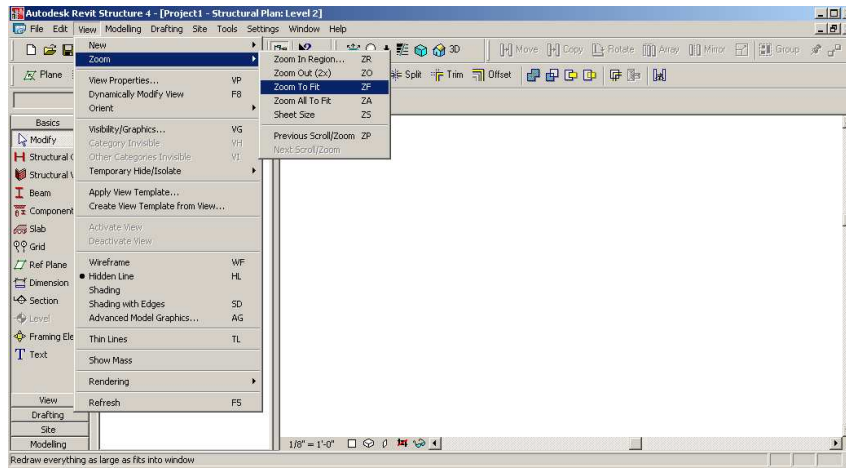 Autodesk Revit Structure 4 - [Project1 - Structural Plan: Level 2]
File Edit View Modelling Drafting Site Tools Settings Window Help
3D Move Copy Rotate Array Mirror Group
Plane Split Trim Offset
New
Zoom
View Properties... VP
Dynamically Modify View F8
Orient
Visibility/Graphics... VG
Category Invisible VH
Other Categories Invisible VI
Temporary Hide/Isolate
Apply View Template...
Create View Template from View...
Activate View
Deactivate View
Wireframe WF
Hidden Line HL
Shading
Shading with Edges SD
Advanced Model Graphics... AG
Thin Lines TL
Show Mass
Rendering
Refresh F5
Zoom In Region... ZR
Zoom Out (2x) ZO
Zoom To Fit ZF
Zoom All To Fit ZA
Sheet Size ZS
Previous Scroll/Zoom ZP
Next Scroll/Zoom
Basics
Modify
Structural
Structural
Beam
Component
Slab
Grid
Ref Plane
Dimension
Section
Level
Framing Ele
Text
View
Drafting
Site
Modelling
1/8" = 1'-0"
Redraw everything as large as fits into window